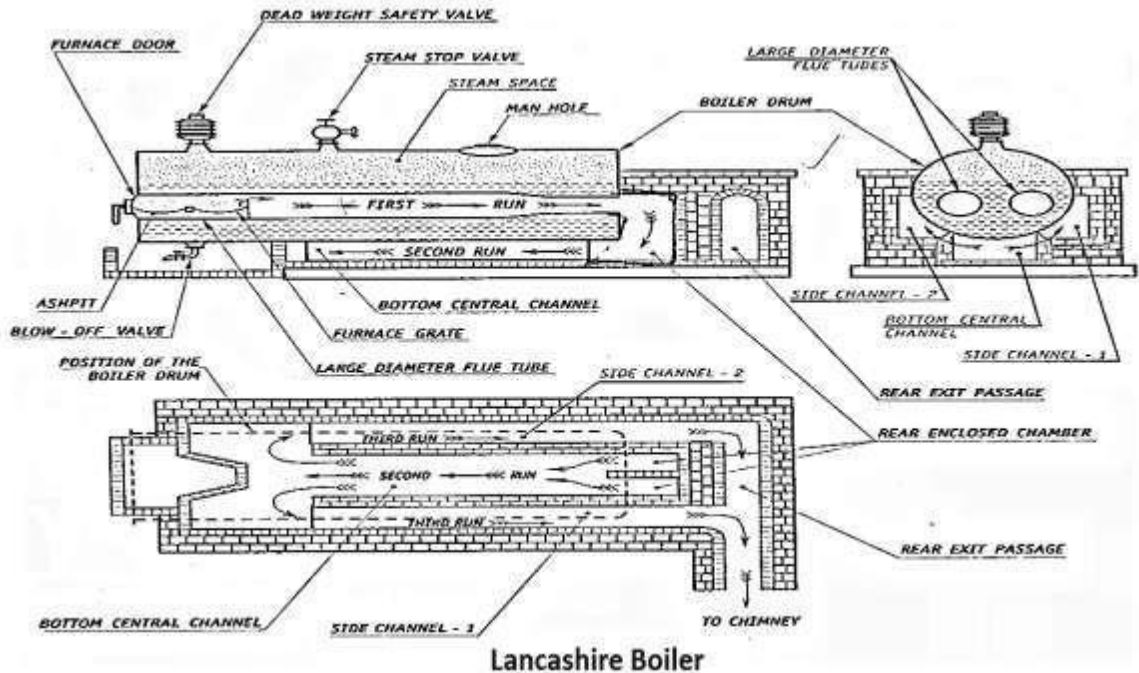 DEAD WEIGHT SAFETY VALVE
FURNACE DOOR
STEAM STOP VALVE
STEAM SPACE
MAN HOLE
LARGE DIAMETER
FLUE TUBES
BOILER DRUM
FIRST RUN
SECOND RUN
ASHPIT
BOTTOM CENTRAL CHANNEL
BLOW-OFF VALVE
FURNACE GRATE
SIDE CHANNEL - 2
BOTTOM CENTRAL
CHANNEL
SIDE CHANNEL - 1
POSITION OF THE
BOILER DRUM
LARGE DIAMETER FLUE TUBE
SIDE CHANNEL - 2
REAR EXIT PASSAGE
REAR ENCLOSED CHAMBER
THIRD RUN
SECOND RUN
THIRD RUN
REAR EXIT PASSAGE
BOTTOM CENTRAL CHANNEL
SIDE CHANNEL - 1
TO CHIMNEY
Lancashire Boiler